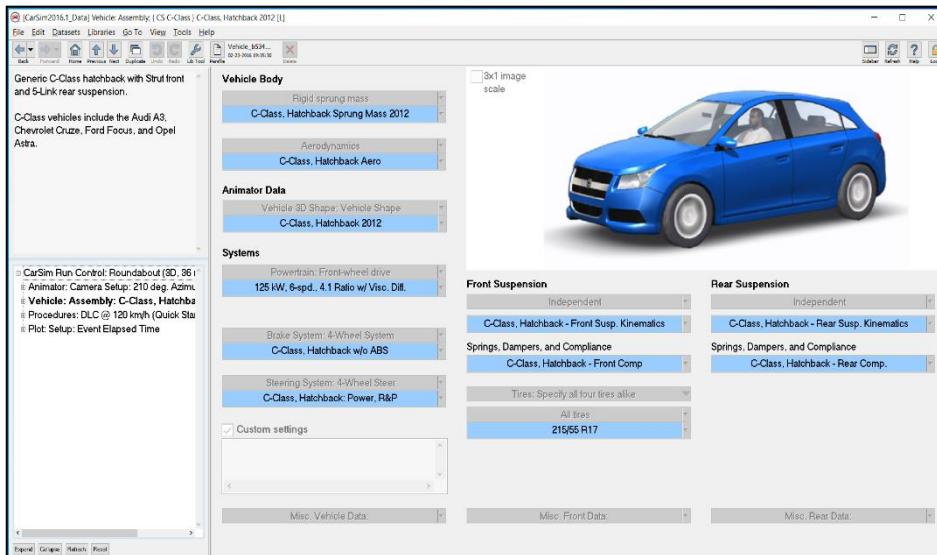 [CarSim2016.1_Data] Vehicle: Assembly; { CS C-Class } C-Class, Hatchback 2012 [L]
File Edit Datasets Libraries Go To View Tools Help
Back Forward Home Previous Next Duplicate Undo Redo Lib Tool Parsfile
Vehicle_b534...
02-23-2016 19:35:30
Delete
Sidebar Refresh Help
Generic C-Class hatchback with Strut front
and 5-Link rear suspension.
C-Class vehicles include the Audi A3,
Chevrolet Cruze, Ford Focus, and Opel
Astra.
CarSim Run Control: Roundabout (3D, 36
Animator: Camera Setup: 210 deg. Azimu
Vehicle: Assembly: C-Class, Hatchba
Procedures: DLC @ 120 km/h (Quick Star
Plot: Setup: Event Elapsed Time
Expand Collapse Refresh Reset
Vehicle Body
Rigid sprung mass
C-Class, Hatchback Sprung Mass 2012
Aerodynamics
C-Class, Hatchback Aero
Animator Data
Vehicle 3D Shape: Vehicle Shape
C-Class, Hatchback 2012
Systems
Powertrain: Front-wheel drive
125 kW, 6-spd., 4.1 Ratio w/ Visc. Diff.
Brake System: 4-Wheel System
C-Class, Hatchback w/o ABS
Steering System: 4-Wheel Steer
C-Class, Hatchback: Power, R&P
Custom settings
Misc. Vehicle Data:
3x1 image
scale
Front Suspension
Independent
C-Class, Hatchback - Front Susp. Kinematics
Springs, Dampers, and Compliance
C-Class, Hatchback - Front Comp
Tires: Specify all four tires alike
All tires
215/55 R17
Misc. Front Data:
Rear Suspension
Independent
C-Class, Hatchback - Rear Susp. Kinematics
Springs, Dampers, and Compliance
C-Class, Hatchback - Rear Comp.
Misc. Rear Data: